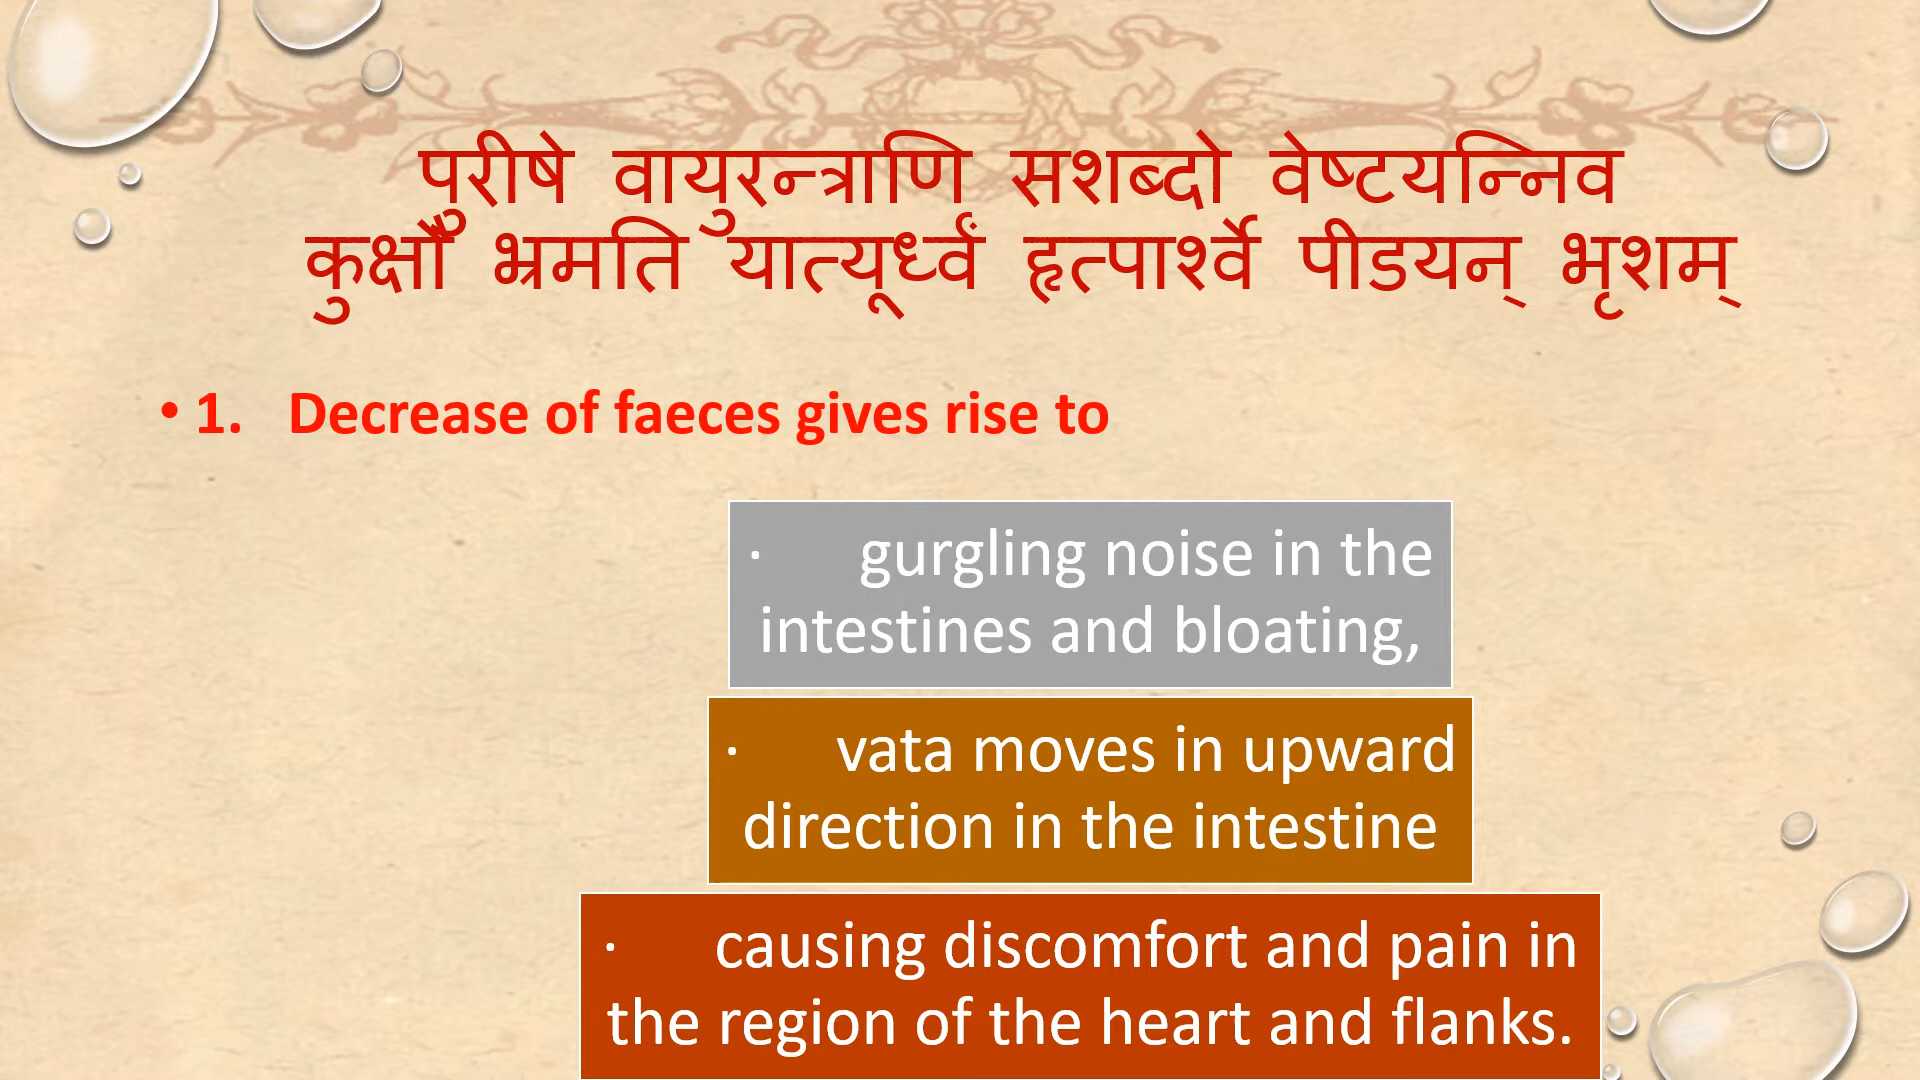 पुरीषे वायुरन्त्राणि सशब्दो वेष्टयन्निव
कुक्षौ भ्रमति यात्यूर्ध्वं हृत्पार्श्वे पीडयन् भृशम्
• 1. Decrease of faeces gives rise to
· gurgling noise in the
intestines and bloating,
· vata moves in upward
direction in the intestine
· causing discomfort and pain in
the region of the heart and flanks.